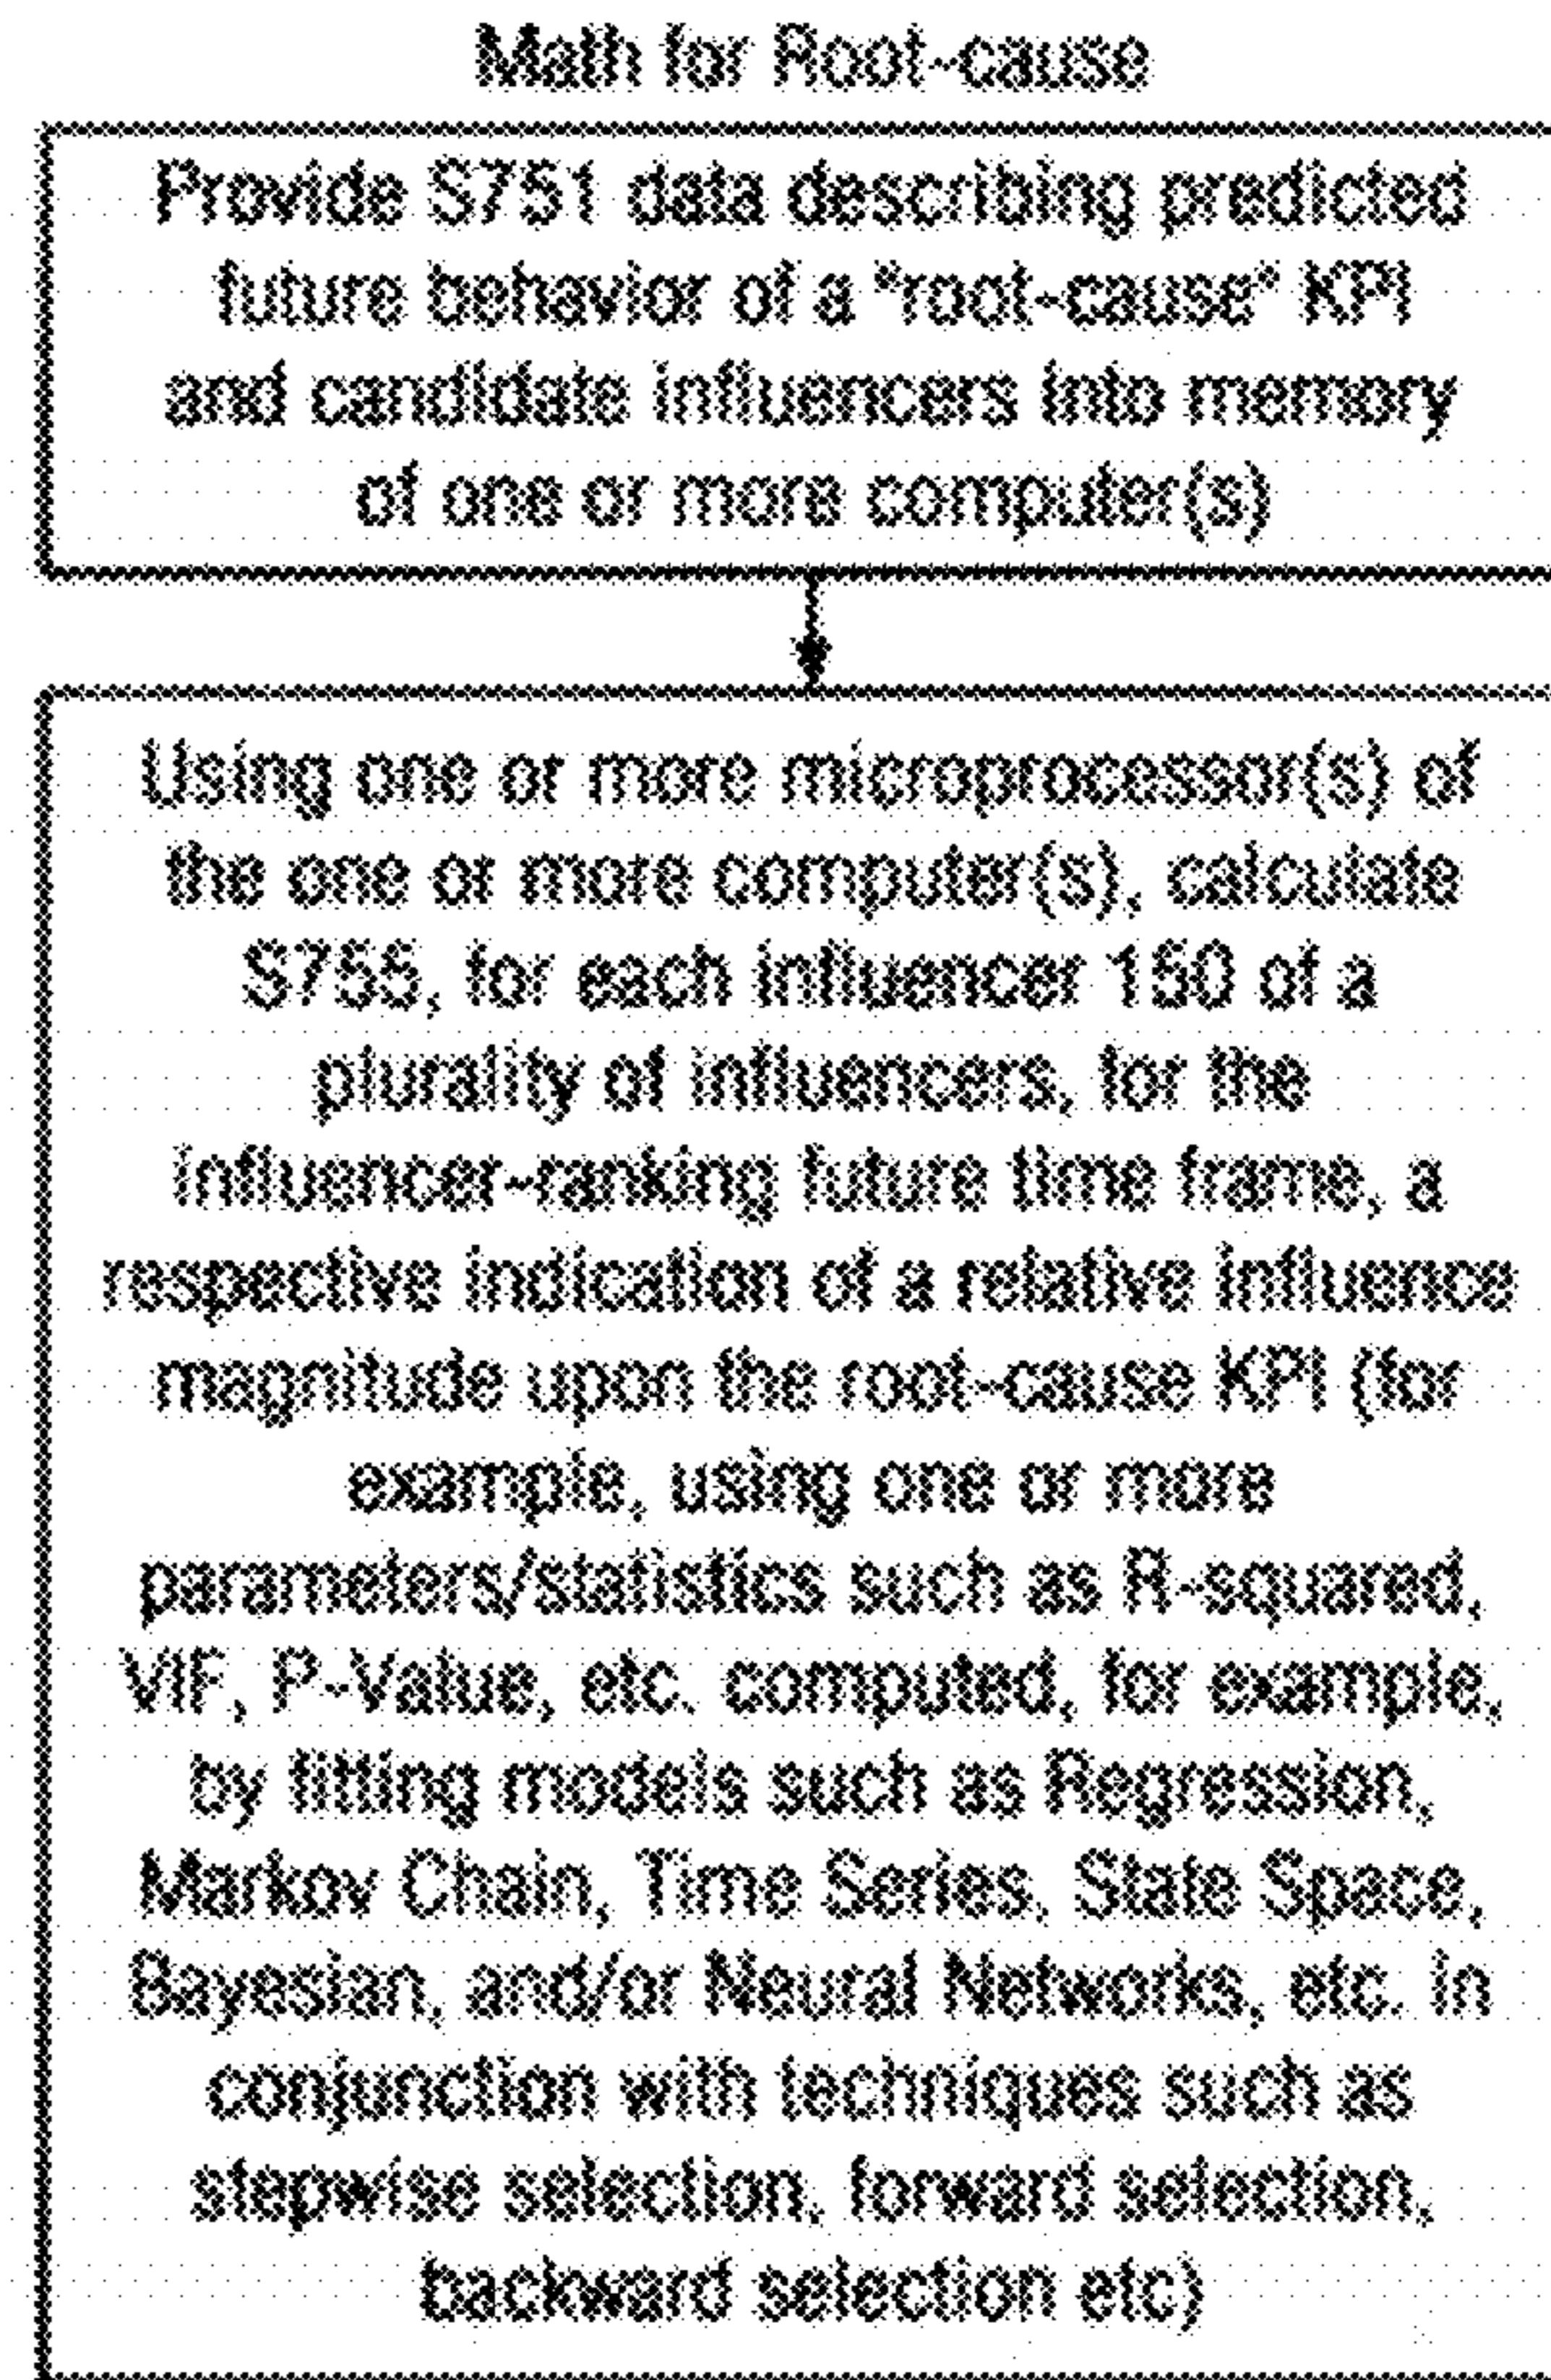 Math for Root-cause
Provide S751 data describing predicted
future behavior of a "root-cause" KPI
and candidate influencers into memory
of one or more computer(s)
Using one or more microprocessor(s) of
the one or more computer(s), calculate
S755, for each influencer 150 of a
plurality of influencers, for the
influencer-ranking future time frame, a
respective indication of a relative influence
magnitude upon the root-cause KPI (for
example, using one or more
parameters/statistics such as R-squared,
VIF, P-Value, etc. computed, for example,
by fitting models such as Regression,
Markov Chain, Time Series, State Space,
Bayesian, and/or Neural Networks, etc. in
conjunction with techniques such as
stepwise selection, forward selection,
backward selection etc)